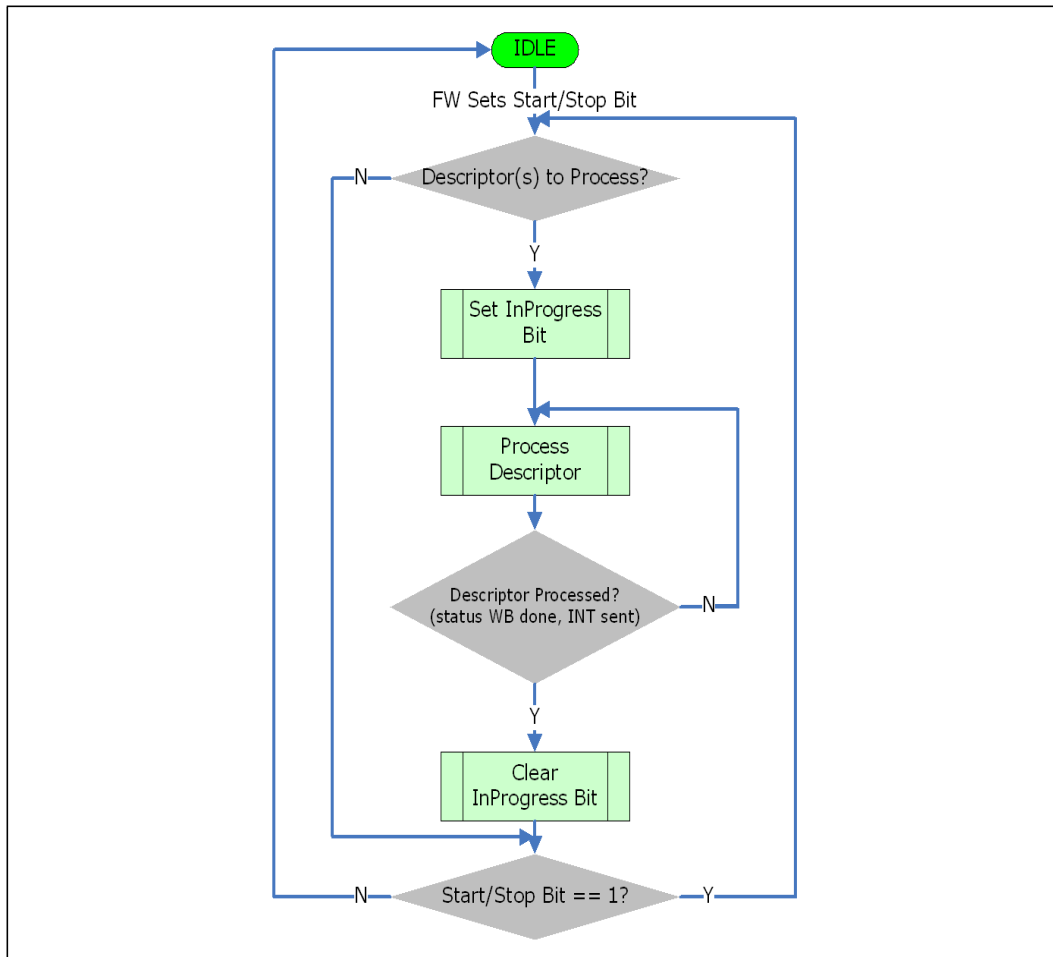 IDLE
FW Sets Start/Stop Bit
N
Descriptor(s) to Process?
Y
Set InProgress
Bit
Process
Descriptor
Descriptor Processed?
(status WB done, INT sent)
N
Y
Clear
InProgress Bit
N
Start/Stop Bit == 1?
Y